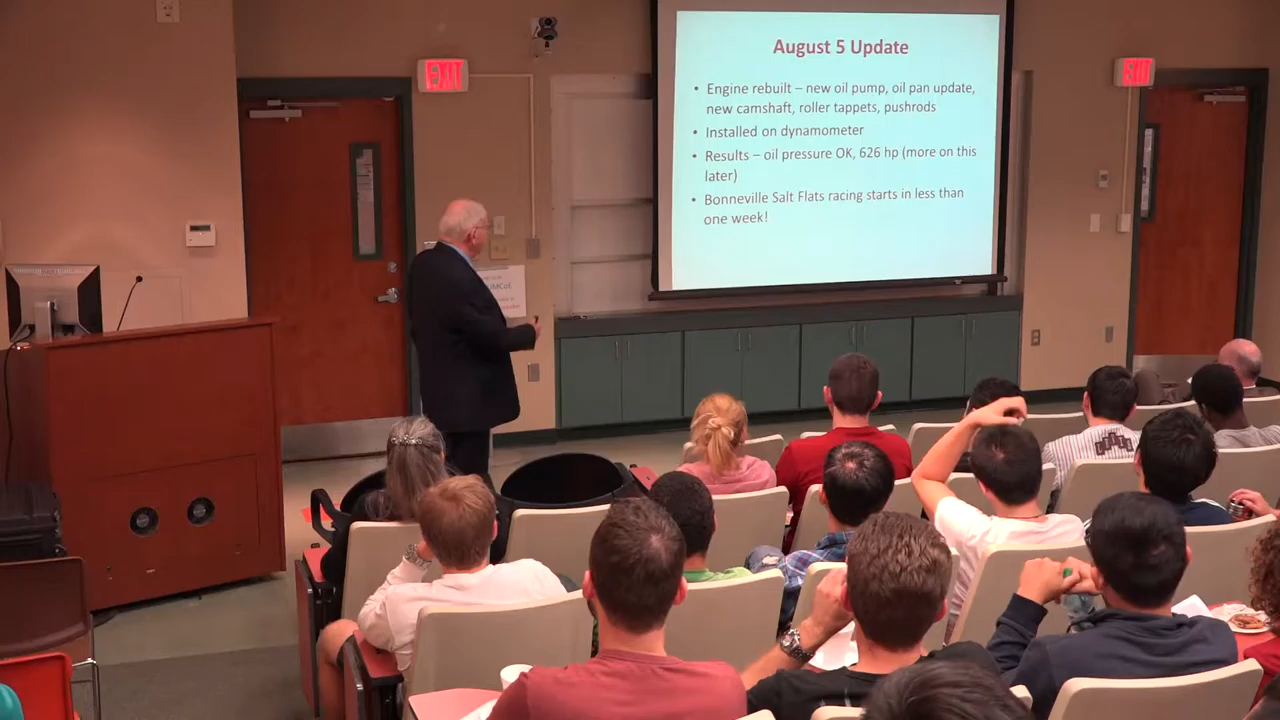 EXIT
August 5 Update
EXIT
• Engine rebuilt – new oil pump, oil pan update,
new camshaft, roller tappets, pushrods
• Installed on dynamometer
• Results – oil pressure OK, 626 hp (more on this
later)
• Bonneville Salt Flats racing starts in less than
one week!